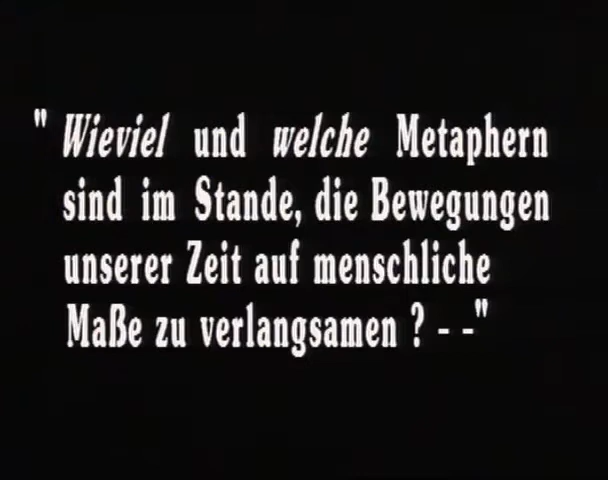 " Wieviel und welche Metaphern
sind im Stande, die Bewegungen
unserer Zeit auf menschliche
Maße zu verlangsamen ? - -"